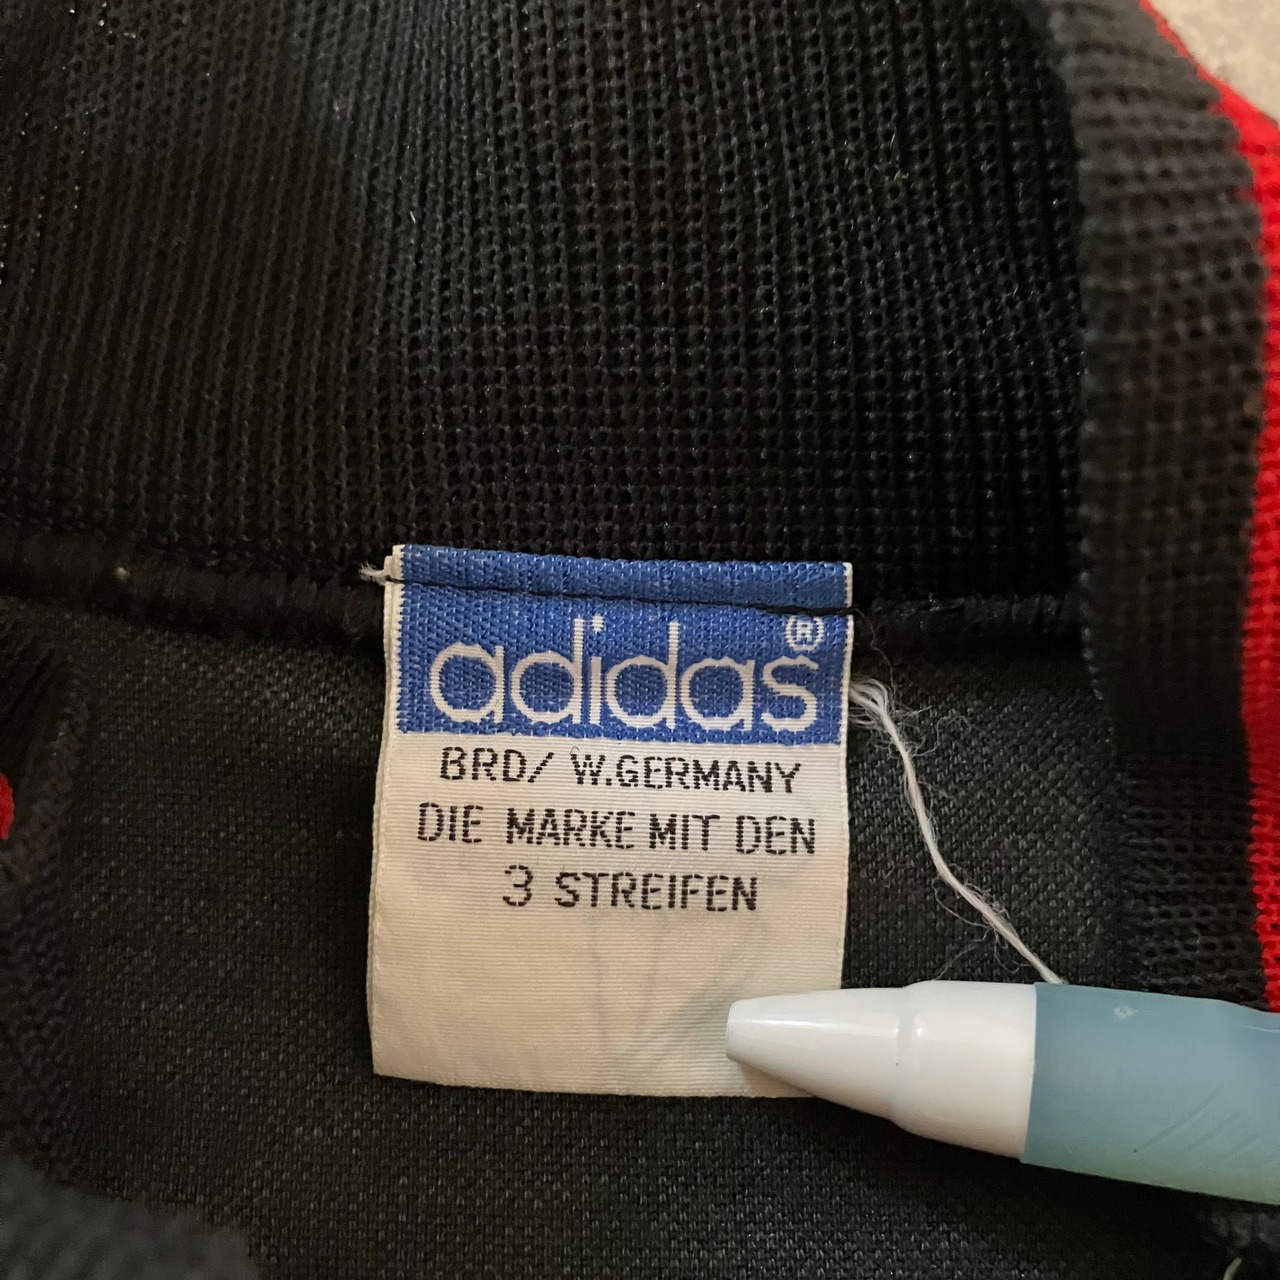 adidas®
BRD/ W.GERMANY
DIE MARKE MIT DEN
3 STREIFEN